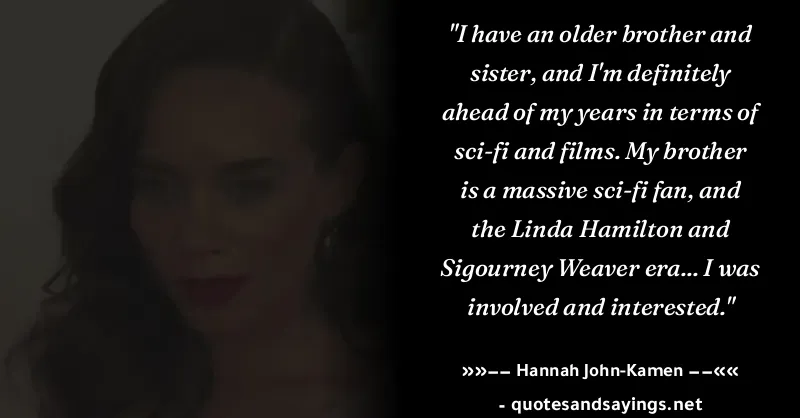 "I have an older brother and
sister, and I'm definitely
ahead of my years in terms of
sci-fi and films. My brother
is a massive sci-fi fan, and
the Linda Hamilton and
Sigourney Weaver era... I was
involved and interested."
»»–– Hannah John-Kamen ––««
- quotesandsayings.net